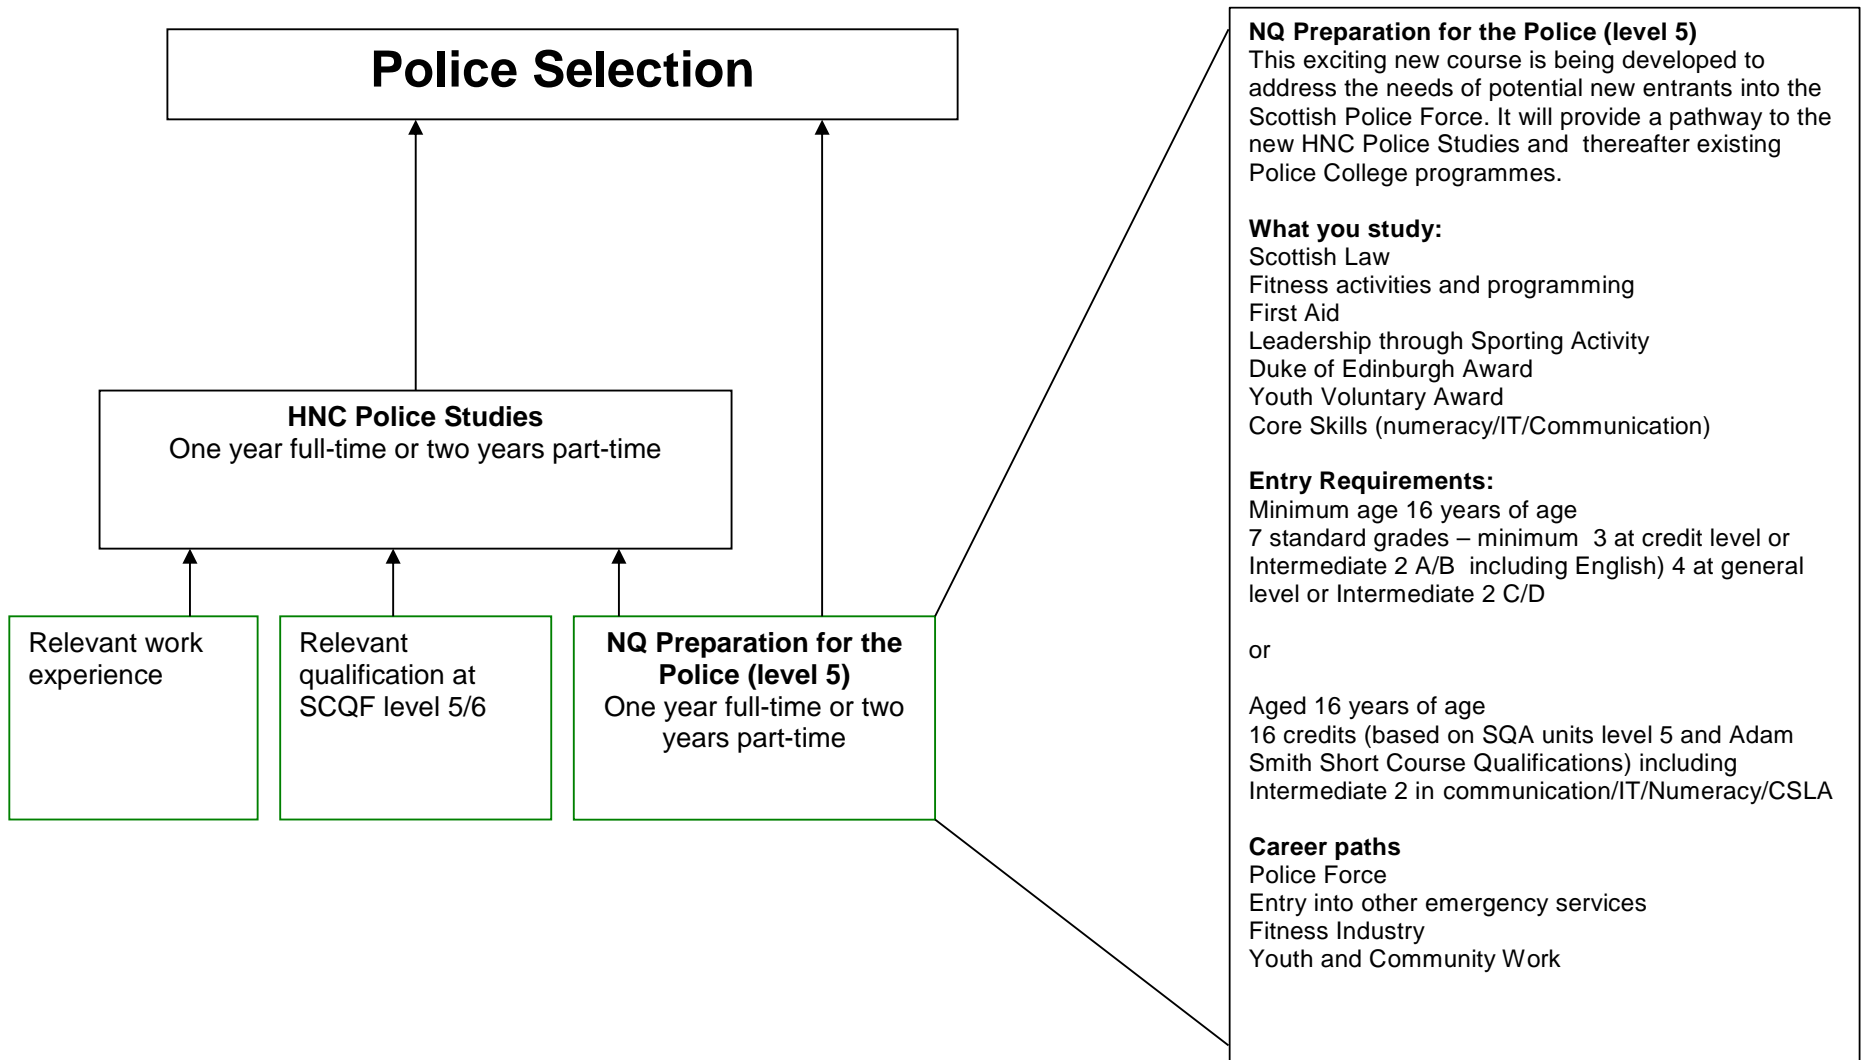 Police Selection
HNC Police Studies
One year full-time or two years part-time
Relevant work
experience
Relevant
qualification at
SCQF level 5/6
NQ Preparation for the
Police (level 5)
One year full-time or two
years part-time
NQ Preparation for the Police (level 5)
This exciting new course is being developed to
address the needs of potential new entrants into the
Scottish Police Force. It will provide a pathway to the
new HNC Police Studies and  thereafter existing
Police College programmes.
What you study:
Scottish Law
Fitness activities and programming
First Aid
Leadership through Sporting Activity
Duke of Edinburgh Award
Youth Voluntary Award
Core Skills (numeracy/IT/Communication)
Entry Requirements:
Minimum age 16 years of age
7 standard grades – minimum  3 at credit level or
Intermediate 2 A/B  including English) 4 at general
level or Intermediate 2 C/D
or
Aged 16 years of age
16 credits (based on SQA units level 5 and Adam
Smith Short Course Qualifications) including
Intermediate 2 in communication/IT/Numeracy/CSLA
Career paths
Police Force
Entry into other emergency services
Fitness Industry
Youth and Community Work